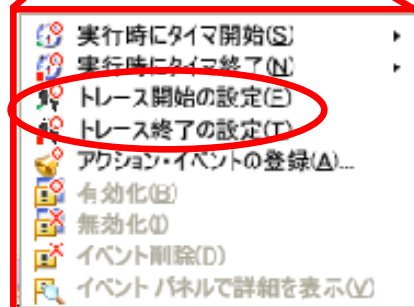 実行時にタイマ開始(S)
実行時にタイマ終了(N)
トレース開始の設定(E)
トレース終了の設定(T)
アクション・イベントの登録(A)...
有効化(B)
無効化(I)
イベント削除(D)
イベント パネルで詳細を表示(V)